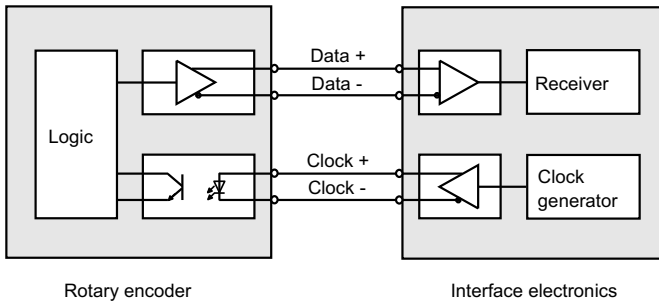 Data +
Data -
Logic
Receiver
Clock +
Clock -
Clock
generator
Rotary encoder
Interface electronics